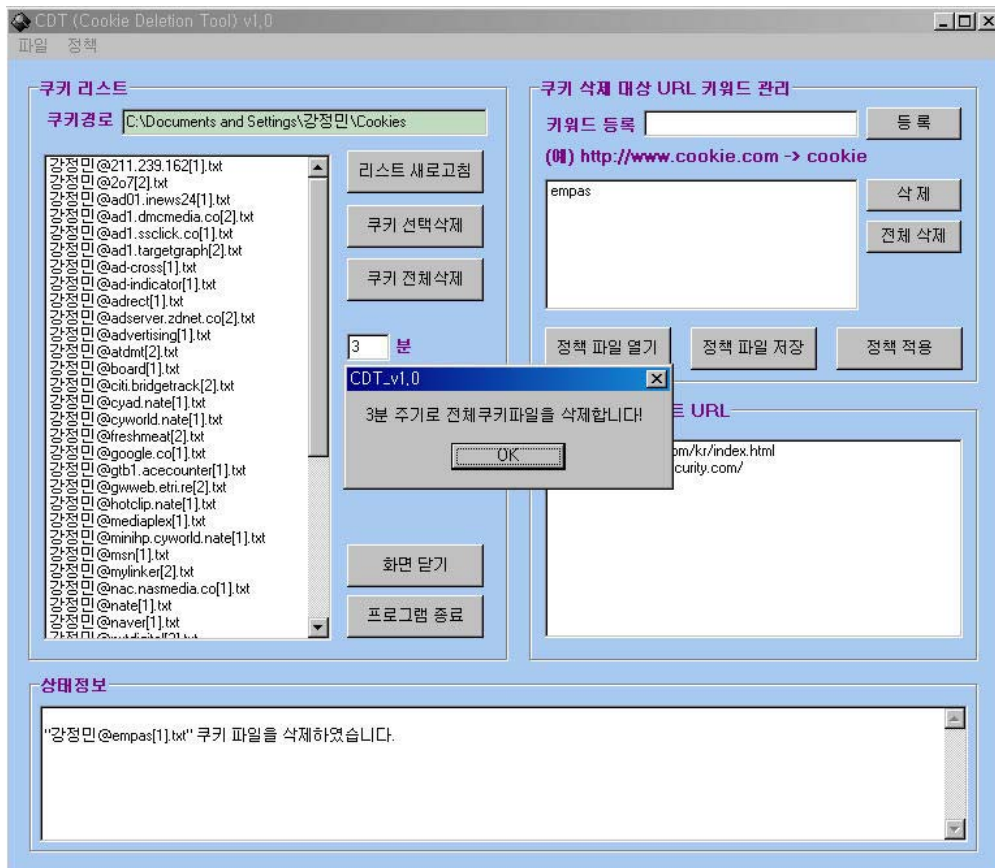 CDT (Cookie Deletion Tool) v1.0
파일 정책
쿠키 리스트
쿠키경로 C:\Documents and Settings\강정민\Cookies
강정민@211.239.162[1].txt
강정민@2o7[2].txt
강정민@ad01.inews24[1].txt
강정민@ad1.dmcmedia.co[2].txt
강정민@ad1.ssclick.co[1].txt
강정민@ad1.targetgraph[2].txt
강정민@ad-cross[1].txt
강정민@ad-indicator[1].txt
강정민@adrect[1].txt
강정민@adserver.zdnet.co[2].txt
강정민@advertising[1].txt
강정민@atdmt[2].txt
강정민@board[1].txt
강정민@citi.bridgetrack[2].txt
강정민@cyad.nate[1].txt
강정민@cyworld.nate[1].txt
강정민@freshmeat[2].txt
강정민@google.co[1].txt
강정민@gtb1.acecounter[1].txt
강정민@gwweb.etri.re[2].txt
강정민@hotclip.nate[1].txt
강정민@mediaplex[1].txt
강정민@minihp.cyworld.nate[1].txt
강정민@msn[1].txt
강정민@mylinker[2].txt
강정민@nac.nasmedia.co[1].txt
강정민@nate[1].txt
강정민@naver[1].txt
리스트 새로고침
쿠키 선택삭제
쿠키 전체삭제
3 분
화면 닫기
프로그램 종료
쿠키 삭제 대상 URL 키워드 관리
키워드 등록
등 록
(예) http://www.cookie.com -> cookie
empas
삭 제
전체 삭제
정책 파일 열기
정책 파일 저장
정책 적용
CDT_v1.0
3분 주기로 전체쿠키파일을 삭제합니다!
OK
트 URL
om/kr/index.html
curity.com/
상태정보
"강정민@empas[1].txt" 쿠키 파일을 삭제하였습니다.